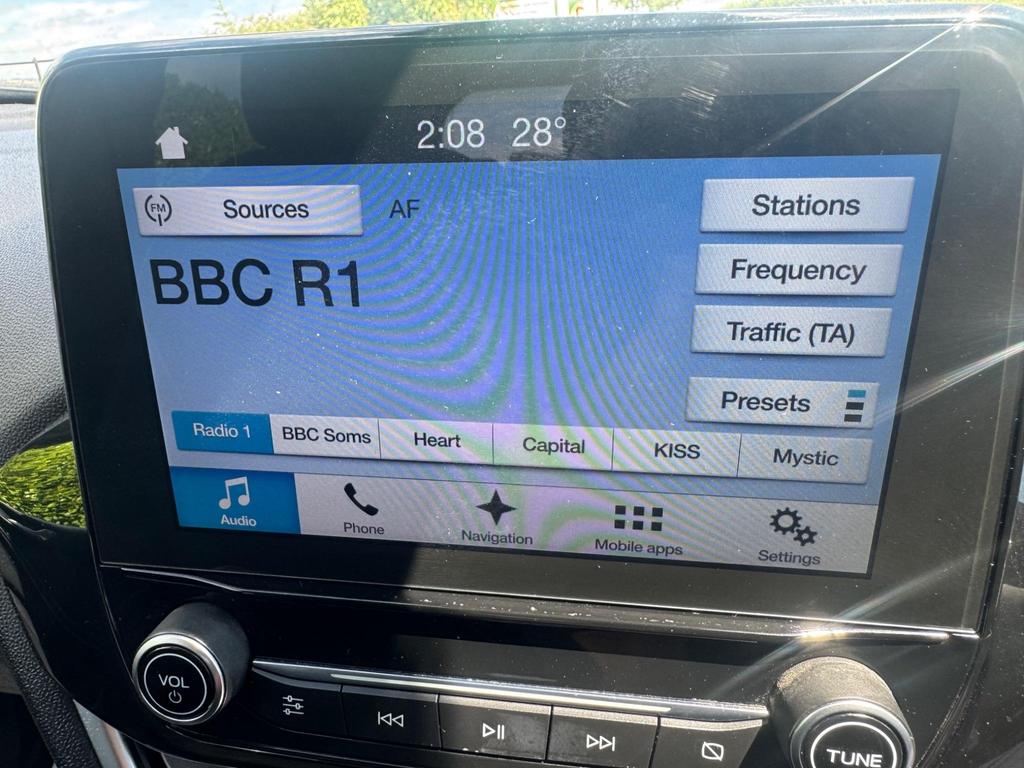 2:08 28°
FM Sources AF Stations
BBC R1
Frequency
Traffic (TA)
Presets
Radio 1 BBC Soms Heart Capital KISS Mystic
Audio Phone Navigation Mobile apps Settings
VOL
TUNE